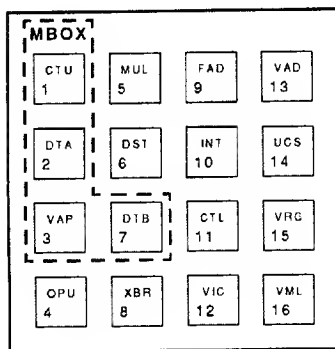 MBOX
CTU MUL FAD VAD
1 5 9 13
DTA DST INT UCS
2 6 10 14
VAP DTB CTL VRG
3 7 11 15
OPU XBR VIC VML
4 8 12 16